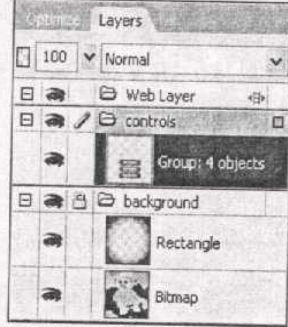 Optimize Layers
100 Normal
Web Layer
controls
Group: 4 objects
background
Rectangle
Bitmap